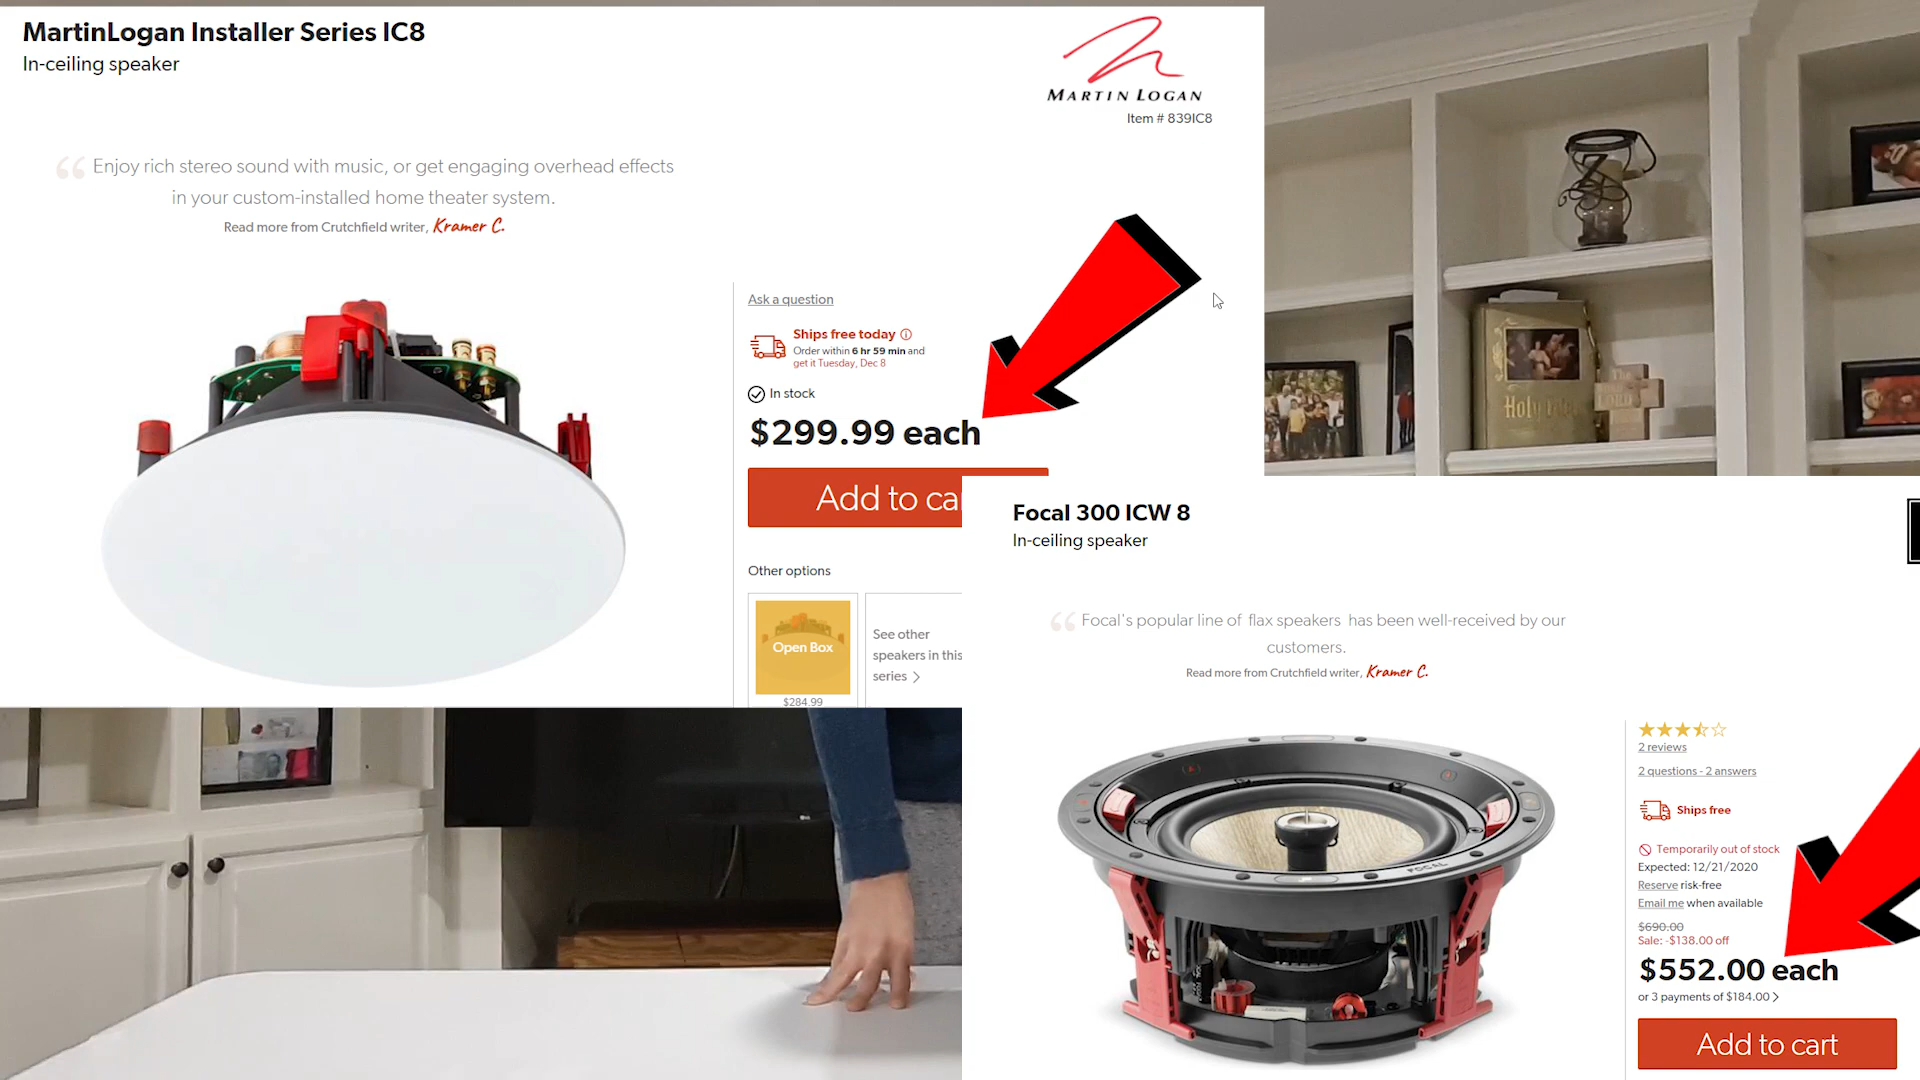 MartinLogan Installer Series IC8
In-ceiling speaker
MARTIN LOGAN
Item # 839IC8
“ Enjoy rich stereo sound with music, or get engaging overhead effects
in your custom-installed home theater system.
Read more from Crutchfield writer, Kramer C.
Ask a question
Ships free today
Order within 6 hr 59 min and
get it Tuesday, Dec 8
In stock
$299.99 each
Add to ca
Other options
Open Box
$284.99
See other
speakers in this
series >
Holy
The
LORD
Focal 300 ICW 8
In-ceiling speaker
“ Focal's popular line of flax speakers has been well-received by our
customers.
Read more from Crutchfield writer, Kramer C.
FOCAL
2 reviews
2 questions - 2 answers
Ships free
Temporarily out of stock
Expected: 12/21/2020
Reserve risk-free
Email me when available
$690.00
Sale: -$138.00 off
$552.00 each
or 3 payments of $184.00 >
Add to cart